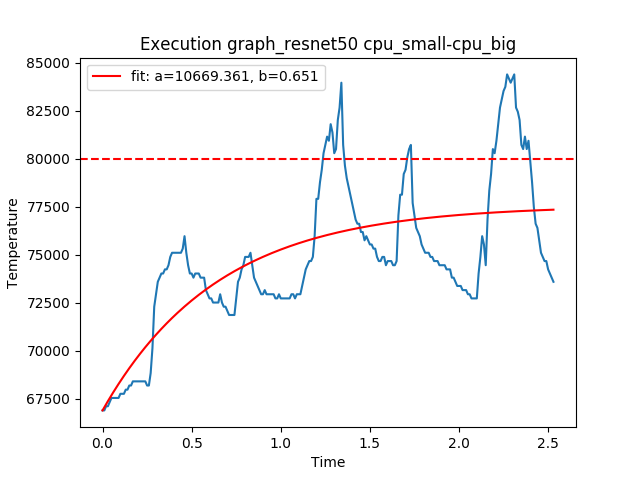 Execution graph_resnet50 cpu_small-cpu_big
fit: a=10669.361, b=0.651
85000
82500
80000
77500
75000
72500
70000
67500
Temperature
0.0 0.5 1.0 1.5 2.0 2.5
Time